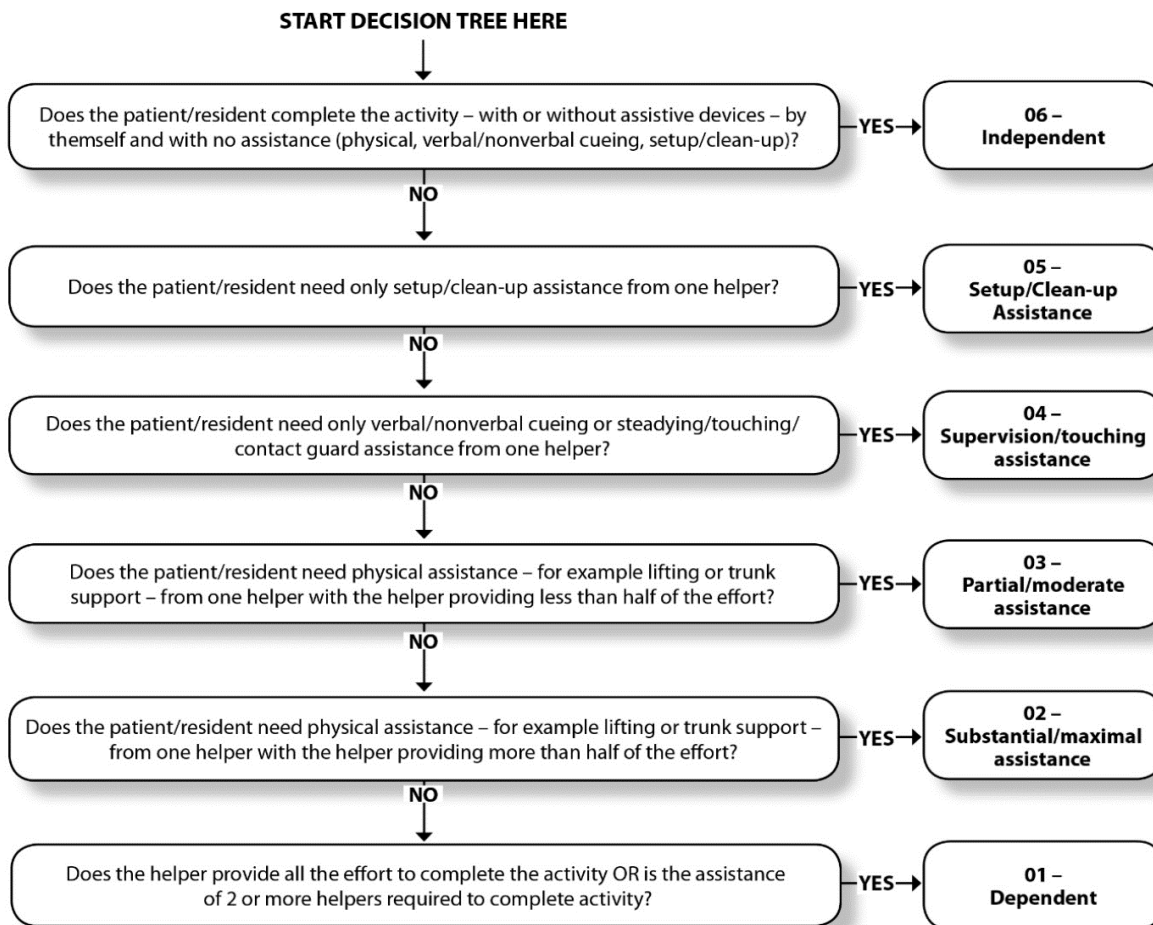 START DECISION TREE HERE
Does the patient/resident complete the activity – with or without assistive devices – by
themself and with no assistance (physical, verbal/nonverbal cueing, setup/clean-up)?
YES
06 –
Independent
NO
Does the patient/resident need only setup/clean-up assistance from one helper?
YES
05 –
Setup/Clean-up
Assistance
NO
Does the patient/resident need only verbal/nonverbal cueing or steadying/touching/
contact guard assistance from one helper?
YES
04 –
Supervision/touching
assistance
NO
Does the patient/resident need physical assistance – for example lifting or trunk
support – from one helper with the helper providing less than half of the effort?
YES
03 –
Partial/moderate
assistance
NO
Does the patient/resident need physical assistance – for example lifting or trunk support –
from one helper with the helper providing more than half of the effort?
YES
02 –
Substantial/maximal
assistance
NO
Does the helper provide all the effort to complete the activity OR is the assistance
of 2 or more helpers required to complete activity?
YES
01 –
Dependent